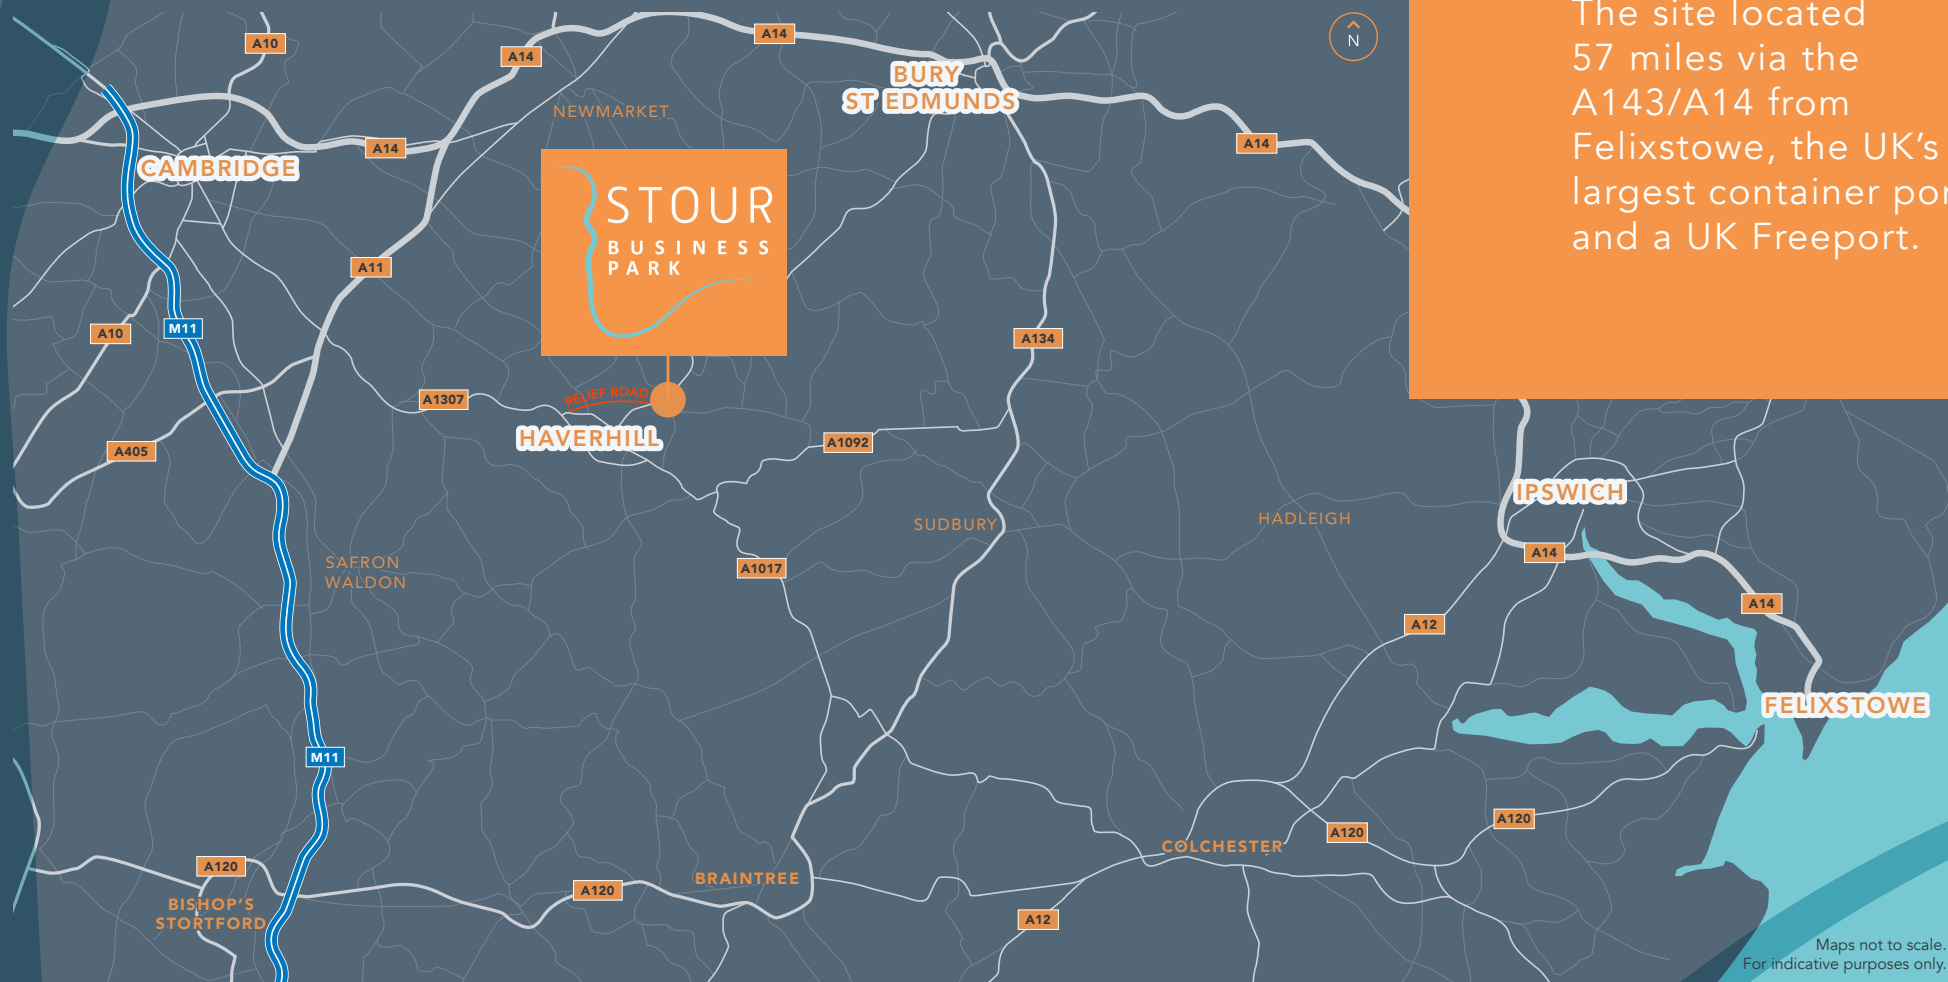 The site located
57 miles via the
A143/A14 from
Felixstowe, the UK's
largest container
and a UK Freeport.
N
A10
A14
A14
BURY
ST EDMUNDS
NEWMARKET
A14
A14
CAMBRIDGE
STOUR
BUSINESS
PARK
A11
A10
M11
A134
A1307
RELIEF ROAD
HAVERHILL
A1092
A405
IPSWICH
SUDBURY
HADLEIGH
A14
SAFRON
WALDON
A1017
A14
A12
FELIXSTOWE
M11
A120
A120
COLCHESTER
A120
BRAINTREE
A120
BISHOP'S
STORTFORD
A12
Maps not to scale.
For indicative purposes only.